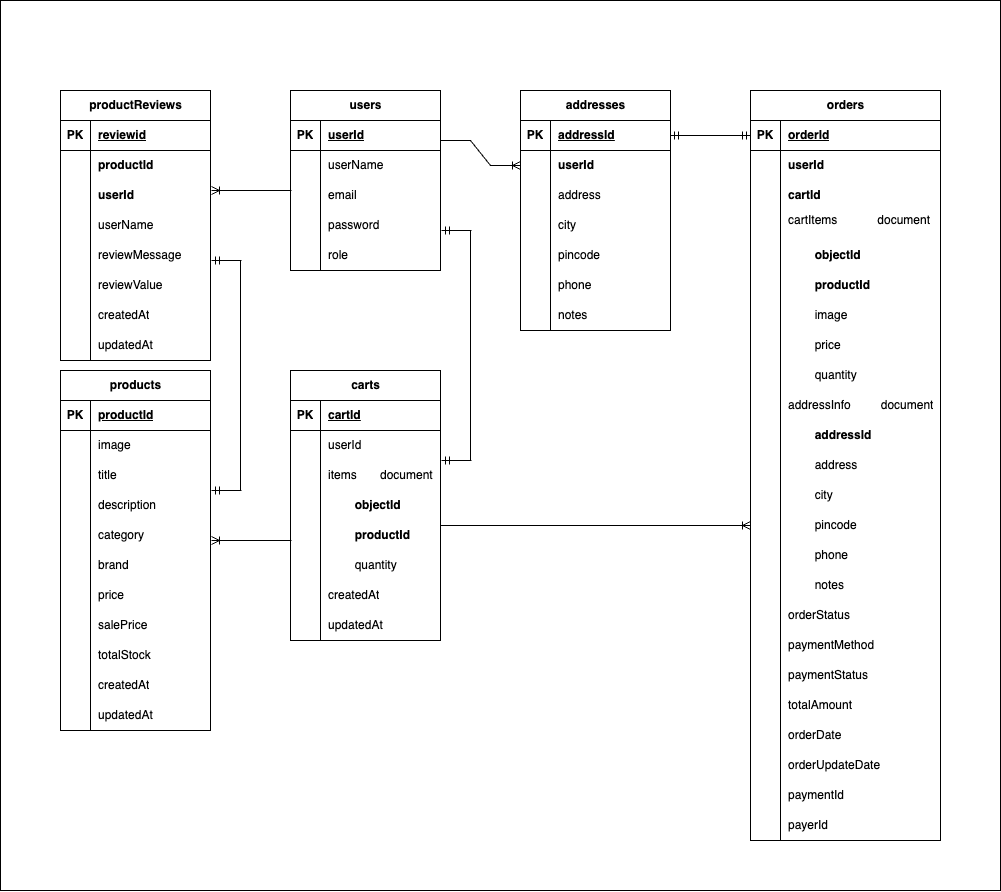 productReviews
PK reviewid
productId
userId
userName
reviewMessage
reviewValue
createdAt
updatedAt
users
PK userId
userName
email
password
role
addresses
PK addressId
userId
address
city
pincode
phone
notes
orders
PK orderId
userId
cartId
cartItems document
objectId
productId
image
price
quantity
addressInfo document
addressId
address
city
pincode
phone
notes
orderStatus
paymentMethod
paymentStatus
totalAmount
orderDate
orderUpdateDate
paymentId
payerId
products
PK productId
image
title
description
category
brand
price
salePrice
totalStock
createdAt
updatedAt
carts
PK cartId
userId
items document
objectId
productId
quantity
createdAt
updatedAt